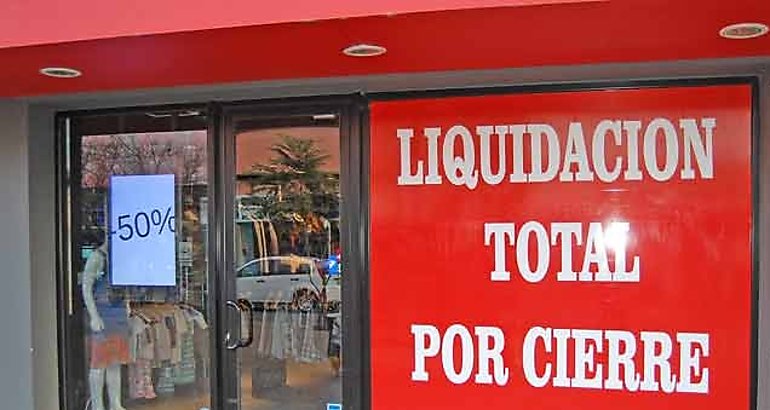 -50%
LIQUIDACION
TOTAL
POR CIERRE